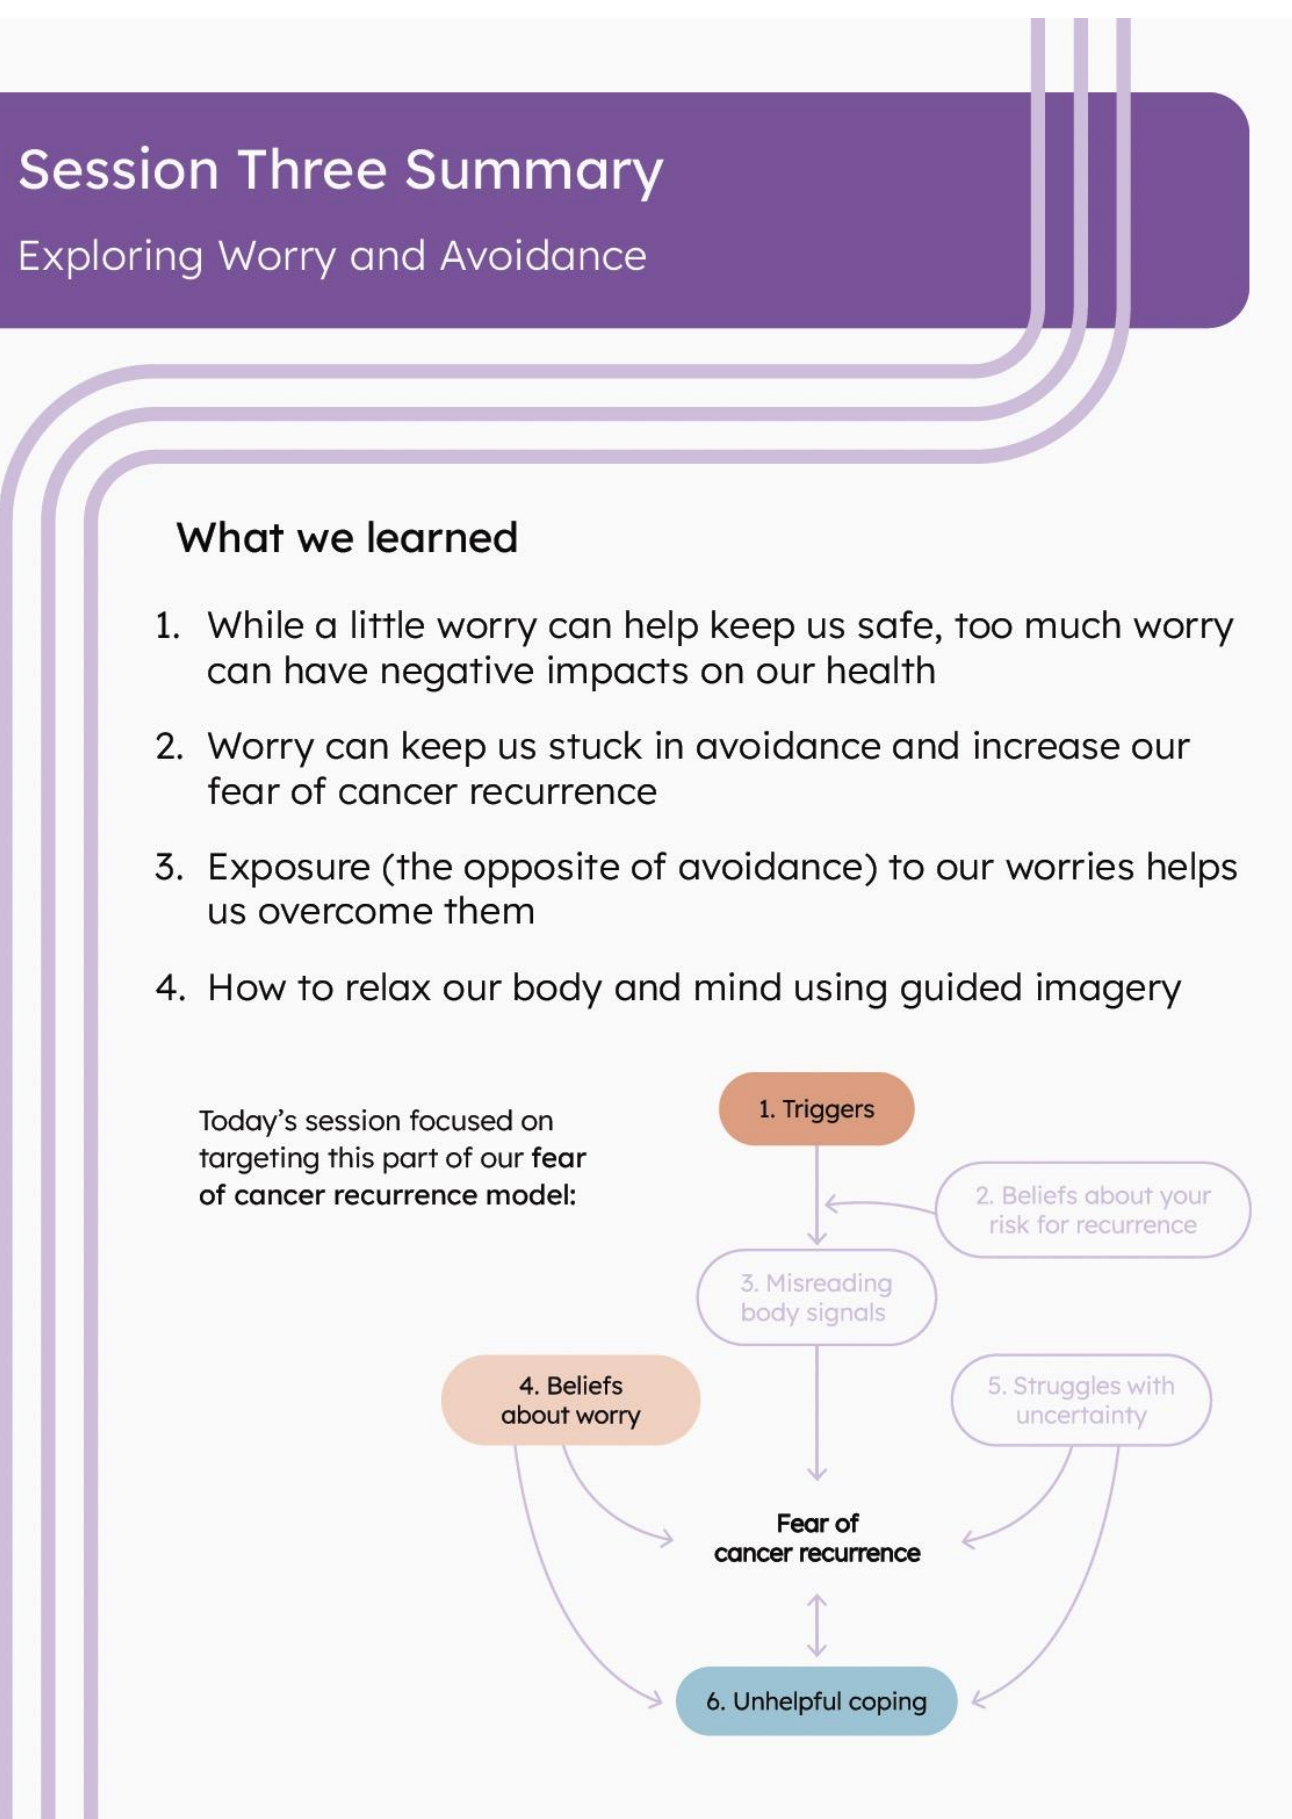 Session Three Summary
Exploring Worry and Avoidance
What we learned
1. While a little worry can help keep us safe, too much worry
can have negative impacts on our health
2. Worry can keep us stuck in avoidance and increase our
fear of cancer recurrence
3. Exposure (the opposite of avoidance) to our worries helps
us overcome them
4. How to relax our body and mind using guided imagery
Today’s session focused on
targeting this part of our fear
of cancer recurrence model:
1. Triggers
2. Beliefs about your
risk for recurrence
3. Misreading
body signals
4. Beliefs
about worry
5. Struggles with
uncertainty
Fear of
cancer recurrence
6. Unhelpful coping